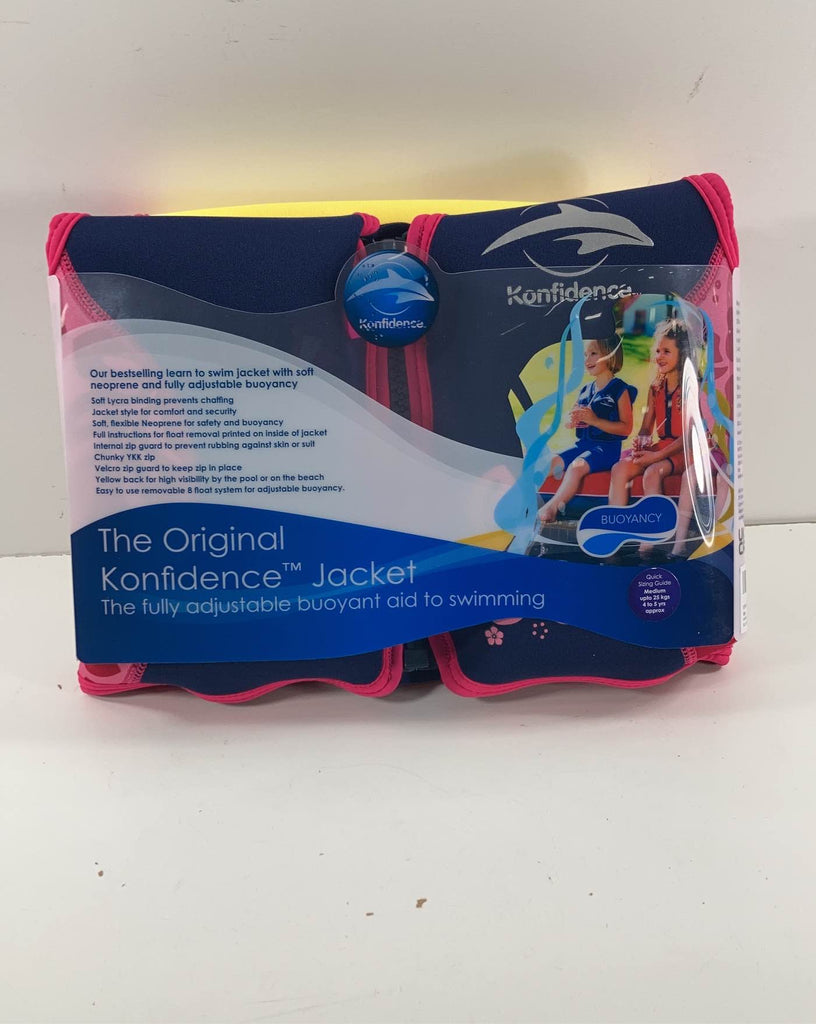 Konfidence
Konfidence
Our bestselling learn to swim jacket with soft
neoprene and fully adjustable buoyancy
Soft Lycra binding prevents chaffing
Jacket style for comfort and security
Soft, flexible Neoprene for safety and buoyancy
Full instructions for float removal printed on inside of jacket
Internal zip guard to prevent rubbing against skin or suit
Chunky YKK zip
Velcro zip guard to keep zip in place
Yellow back for high visibility by the pool or on the beach
Easy to use removable 8 float system for adjustable buoyancy.
BUOYANCY
The Original
Konfidence™ Jacket
The fully adjustable buoyant aid to swimming
Quick
Sizing Guide
Medium
upto 25 kgs
4 to 5 yrs
approx